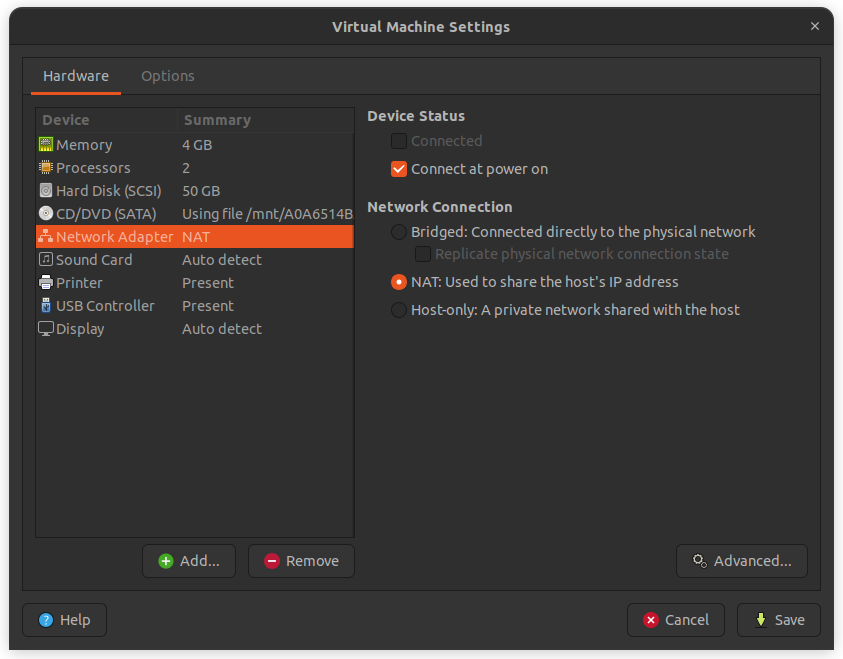 Virtual Machine Settings
Hardware Options
Device Summary
Memory 4 GB
Processors 2
Hard Disk (SCSI) 50 GB
CD/DVD (SATA) Using file /mnt/A0A6514B
Network Adapter NAT
Sound Card Auto detect
Printer Present
USB Controller Present
Display Auto detect
Add... Remove
Device Status
Connected
Connect at power on
Network Connection
Bridged: Connected directly to the physical network
Replicate physical network connection state
NAT: Used to share the host's IP address
Host-only: A private network shared with the host
Advanced...
Help Cancel Save